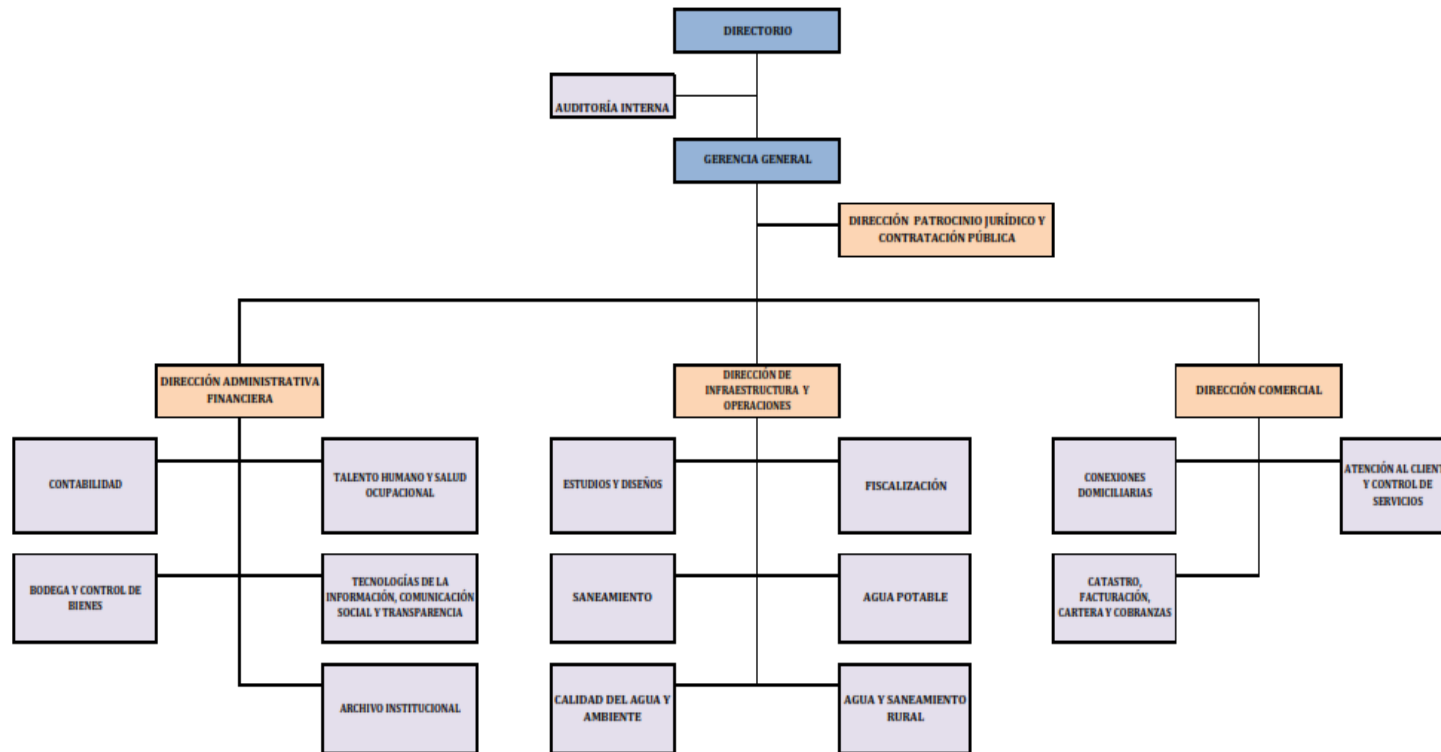 DIRECTORIO
AUDITORÍA INTERNA
GERENCIA GENERAL
DIRECCIÓN PATROCINIO JURÍDICO Y
CONTRATACIÓN PÚBLICA
DIRECCIÓN ADMINISTRATIVA
FINANCIERA
DIRECCIÓN DE
INFRAESTRUCTURA Y
OPERACIONES
DIRECCIÓN COMERCIAL
CONTABILIDAD
TALENTO HUMANO Y SALUD
OCUPACIONAL
ESTUDIOS Y DISEÑOS
FISCALIZACIÓN
CONEXIONES
DOMICILIARIAS
ATENCIÓN AL CLIENT
Y CONTROL DE
SERVICIOS
BODEGA Y CONTROL DE
BIENES
TECNOLOGÍAS DE LA
INFORMACIÓN, COMUNICACIÓN
SOCIAL Y TRANSPARENCIA
SANEAMIENTO
AGUA POTABLE
CATASTRO,
FACTURACIÓN,
CARTERA Y COBRANZAS
ARCHIVO INSTITUCIONAL
CALIDAD DEL AGUA Y
AMBIENTE
AGUA Y SANEAMIENTO
RURAL